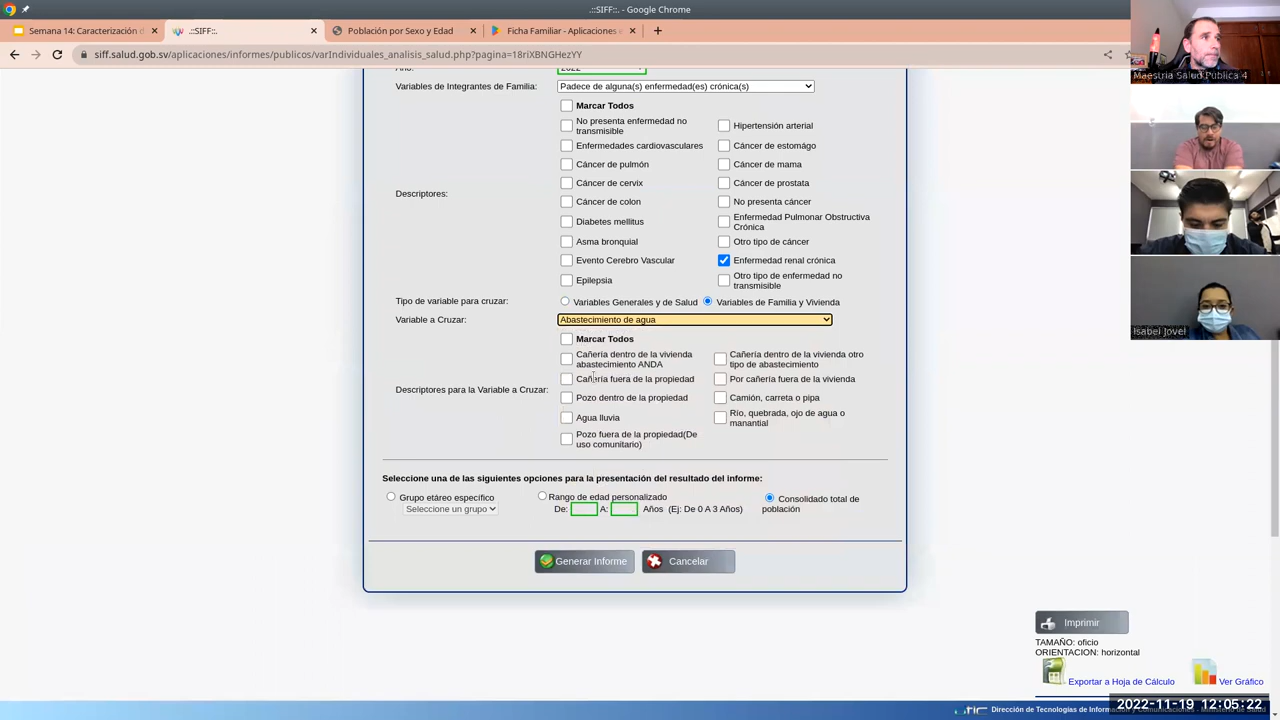 .::SIFF::. - Google Chrome
Semana 14: Caracterización d
.::SIFF::.
Población por Sexo y Edad
Ficha Familiar - Aplicaciones e
siff.salud.gob.sv/aplicaciones/informes/publicos/varIndividuales_analisis_salud.php?pagina=18riXBNGHezYY
Maestria Salud Publica 4
Año: 2022
Variables de Integrantes de Familia: Padece de alguna(s) enfermedad(es) crónica(s)
Marcar Todos
No presenta enfermedad no
transmisible
Hipertensión arterial
Enfermedades cardiovasculares
Cáncer de estomágo
Cáncer de pulmón
Cáncer de mama
Cáncer de cervix
Cáncer de prostata
Descriptores:
Cáncer de colon
No presenta cáncer
Diabetes mellitus
Enfermedad Pulmonar Obstructiva
Crónica
Asma bronquial
Otro tipo de cáncer
Evento Cerebro Vascular
Enfermedad renal crónica
Epilepsia
Otro tipo de enfermedad no
transmisible
Tipo de variable para cruzar: Variables Generales y de Salud Variables de Familia y Vivienda
Variable a Cruzar: Abastecimiento de agua
Marcar Todos
Cañería dentro de la vivienda
abastecimiento ANDA
Cañería dentro de la vivienda otro
tipo de abastecimiento
Cañería fuera de la propiedad
Por cañería fuera de la vivienda
Descriptores para la Variable a Cruzar:
Pozo dentro de la propiedad
Camión, carreta o pipa
Agua lluvia
Río, quebrada, ojo de agua o
manantial
Pozo fuera de la propiedad(De
uso comunitario)
Isabel Jovel
Seleccione una de las siguientes opciones para la presentación del resultado del informe:
Grupo etáreo específico
Seleccione un grupo
Rango de edad personalizado
De: A: Años (Ej: De 0 A 3 Años)
Consolidado total de
población
Generar Informe
Cancelar
Imprimir
TAMAÑO: oficio
ORIENTACION: horizontal
Exportar a Hoja de Cálculo
Ver Gráfico
Dirección de Tecnologías de
2022-11-19 12:05:22